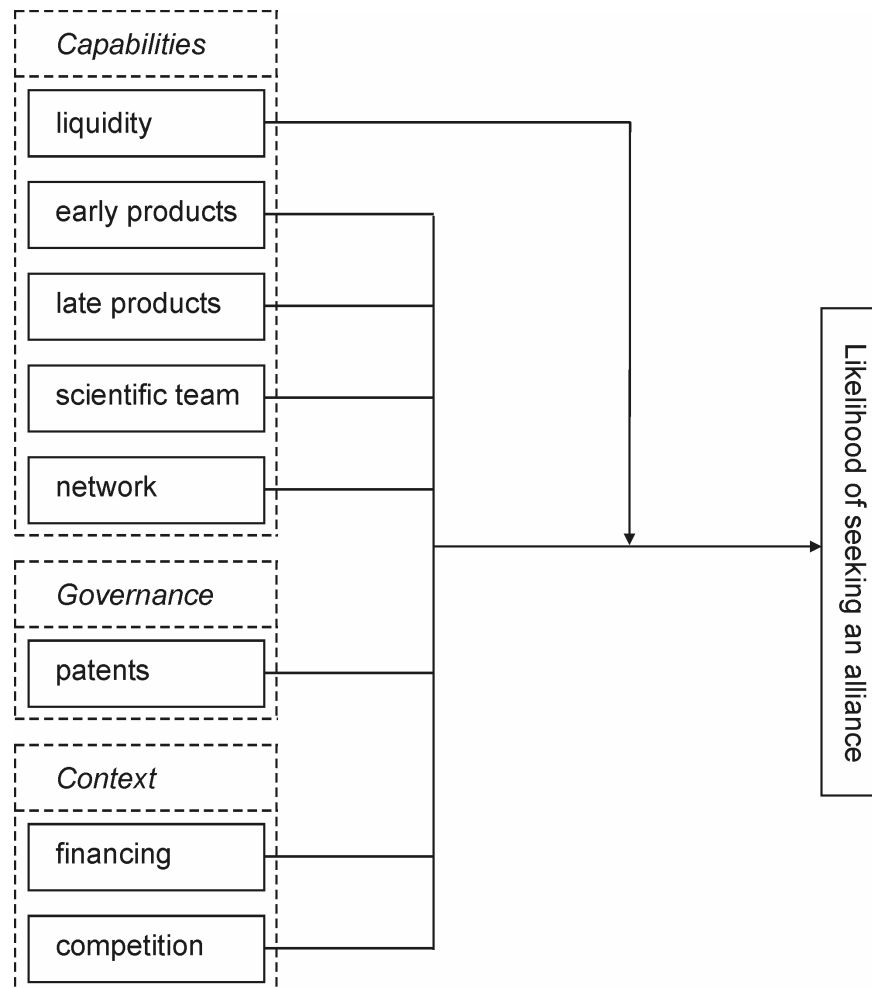 Capabilities
liquidity
early products
late products
scientific team
network
Governance
patents
Context
financing
competition
Likelihood of seeking an alliance